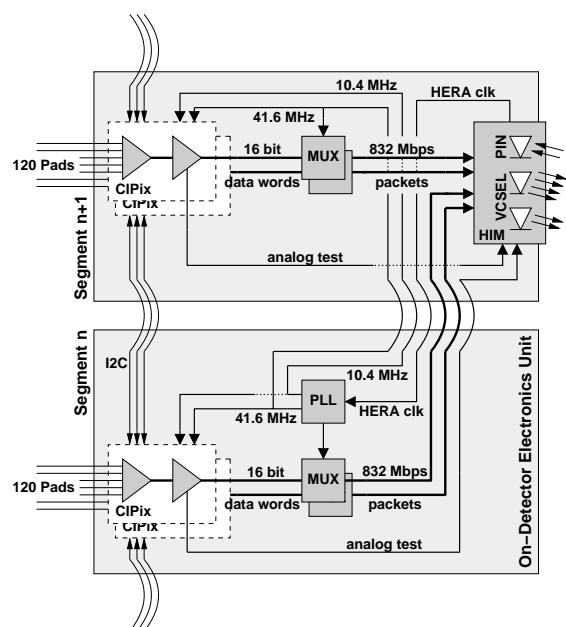 10.4 MHz
HERA clk
41.6 MHz
16 bit
MUX
832 Mbps
PIN
120 Pads
data words
packets
VCSEL
CIPix
CIPix
HIM
analog test
Segment n+1
Segment n
I2C
10.4 MHz
PLL
41.6 MHz
HERA clk
16 bit
MUX
832 Mbps
120 Pads
data words
packets
CIPix
CIPix
analog test
On-Detector Electronics Unit